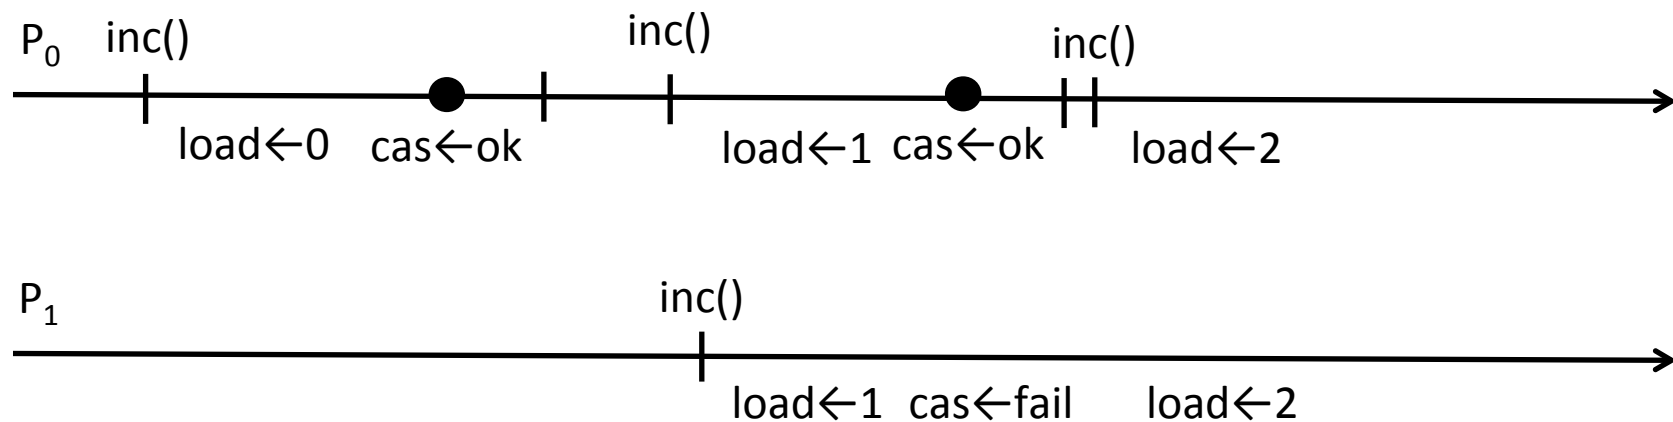 P0 inc() inc() inc()
load←0 cas←ok load←1 cas←ok load←2
P1 inc()
load←1 cas←fail load←2